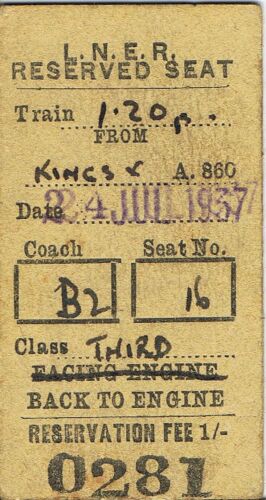 L.N.E.R.
RESERVED SEAT
Train 1.20 p.
FROM
KINGS X A. 860
Date 24 JUL 1937
Coach Seat No.
B2 16
Class THIRD
FACING ENGINE
BACK TO ENGINE
RESERVATION FEE 1/-
0281